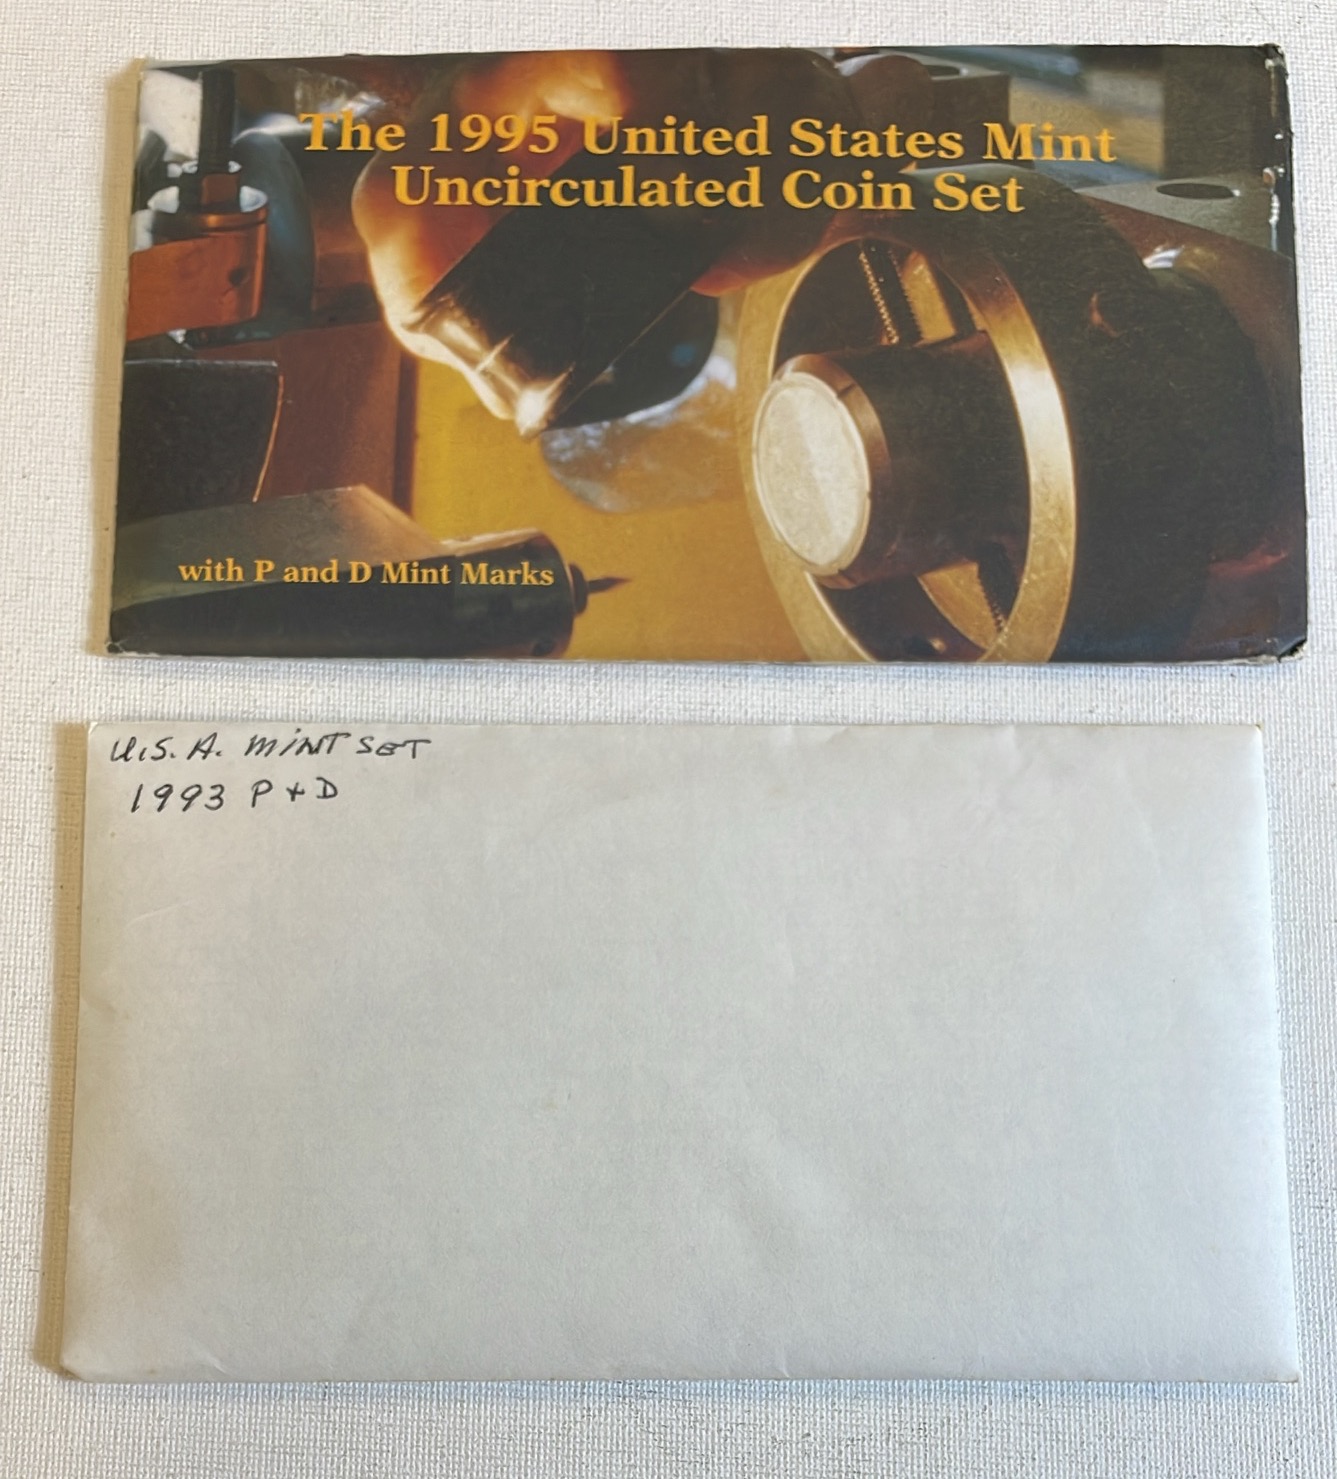 The 1995 United States Mint
Uncirculated Coin Set
with P and D Mint Marks
U.S.A. MINT SET
1993 P + D